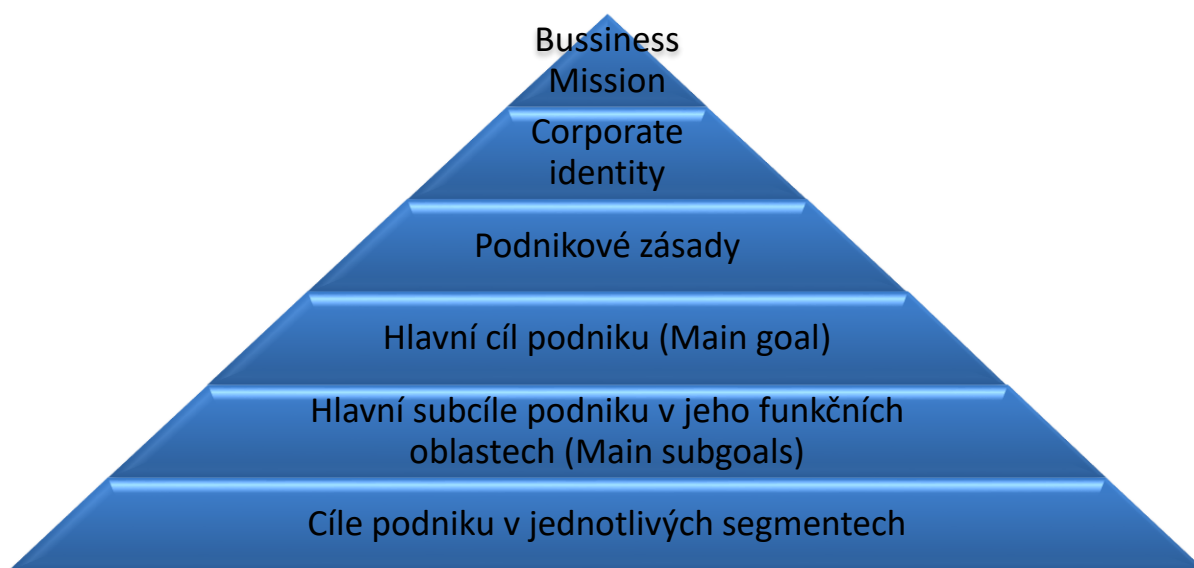 Bussiness
Mission
Corporate
identity
Podnikové zásady
Hlavní cíl podniku (Main goal)
Hlavní subcíle podniku v jeho funkčních
oblastech (Main subgoals)
Cíle podniku v jednotlivých segmentech